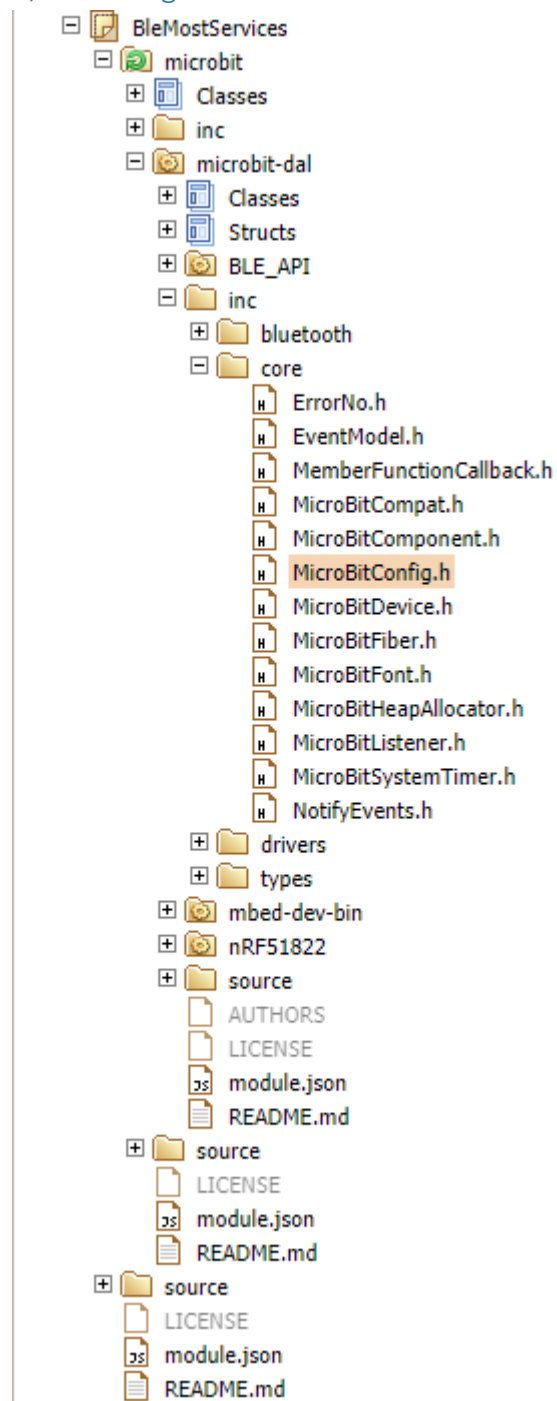 BleMostServices
microbit
Classes
inc
microbit-dal
Classes
Structs
BLE_API
inc
bluetooth
core
ErrorNo.h
EventModel.h
MemberFunctionCallback.h
MicroBitCompat.h
MicroBitComponent.h
MicroBitConfig.h
MicroBitDevice.h
MicroBitFiber.h
MicroBitFont.h
MicroBitHeapAllocator.h
MicroBitListener.h
MicroBitSystemTimer.h
NotifyEvents.h
drivers
types
mbed-dev-bin
nRF51822
source
AUTHORS
LICENSE
module.json
README.md
source
LICENSE
module.json
README.md
source
LICENSE
module.json
README.md